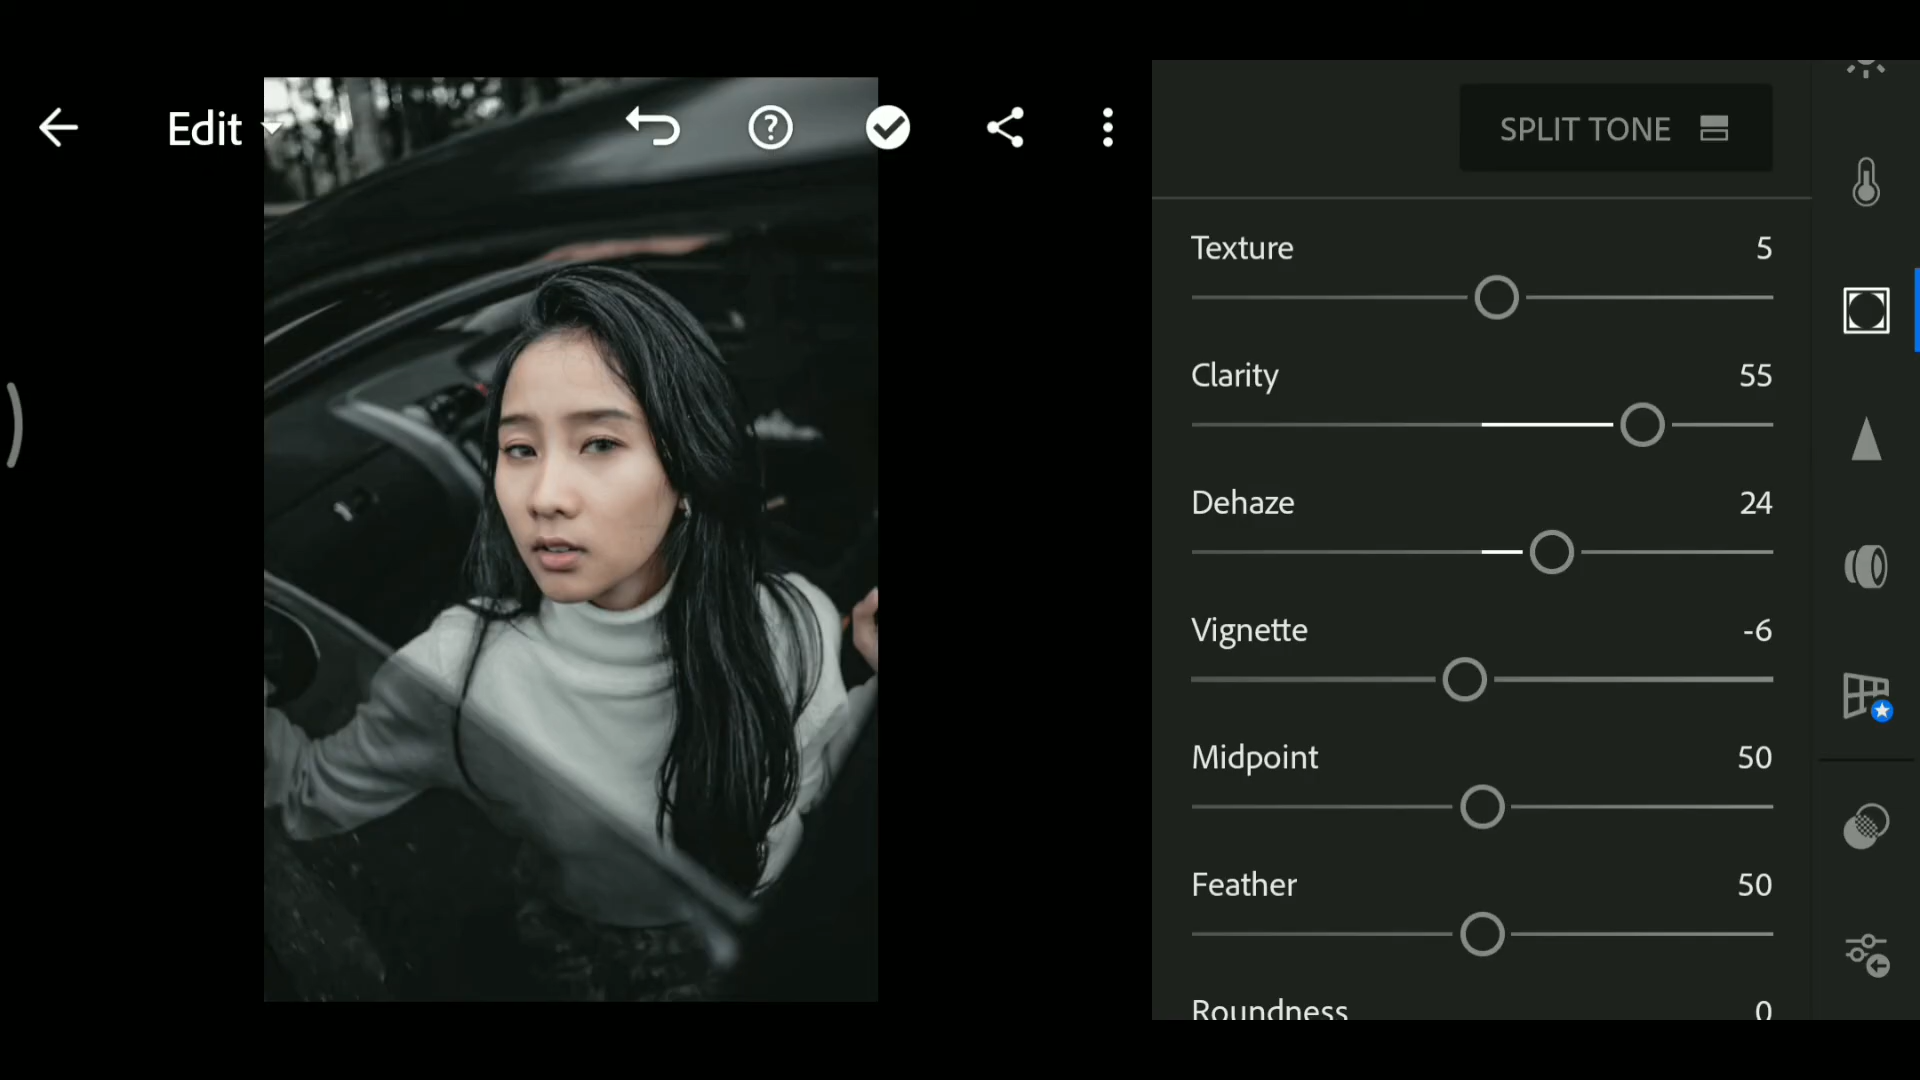 Edit
SPLIT TONE
Texture 5
Clarity 55
Dehaze 24
Vignette -6
Midpoint 50
Feather 50
Roundness 0